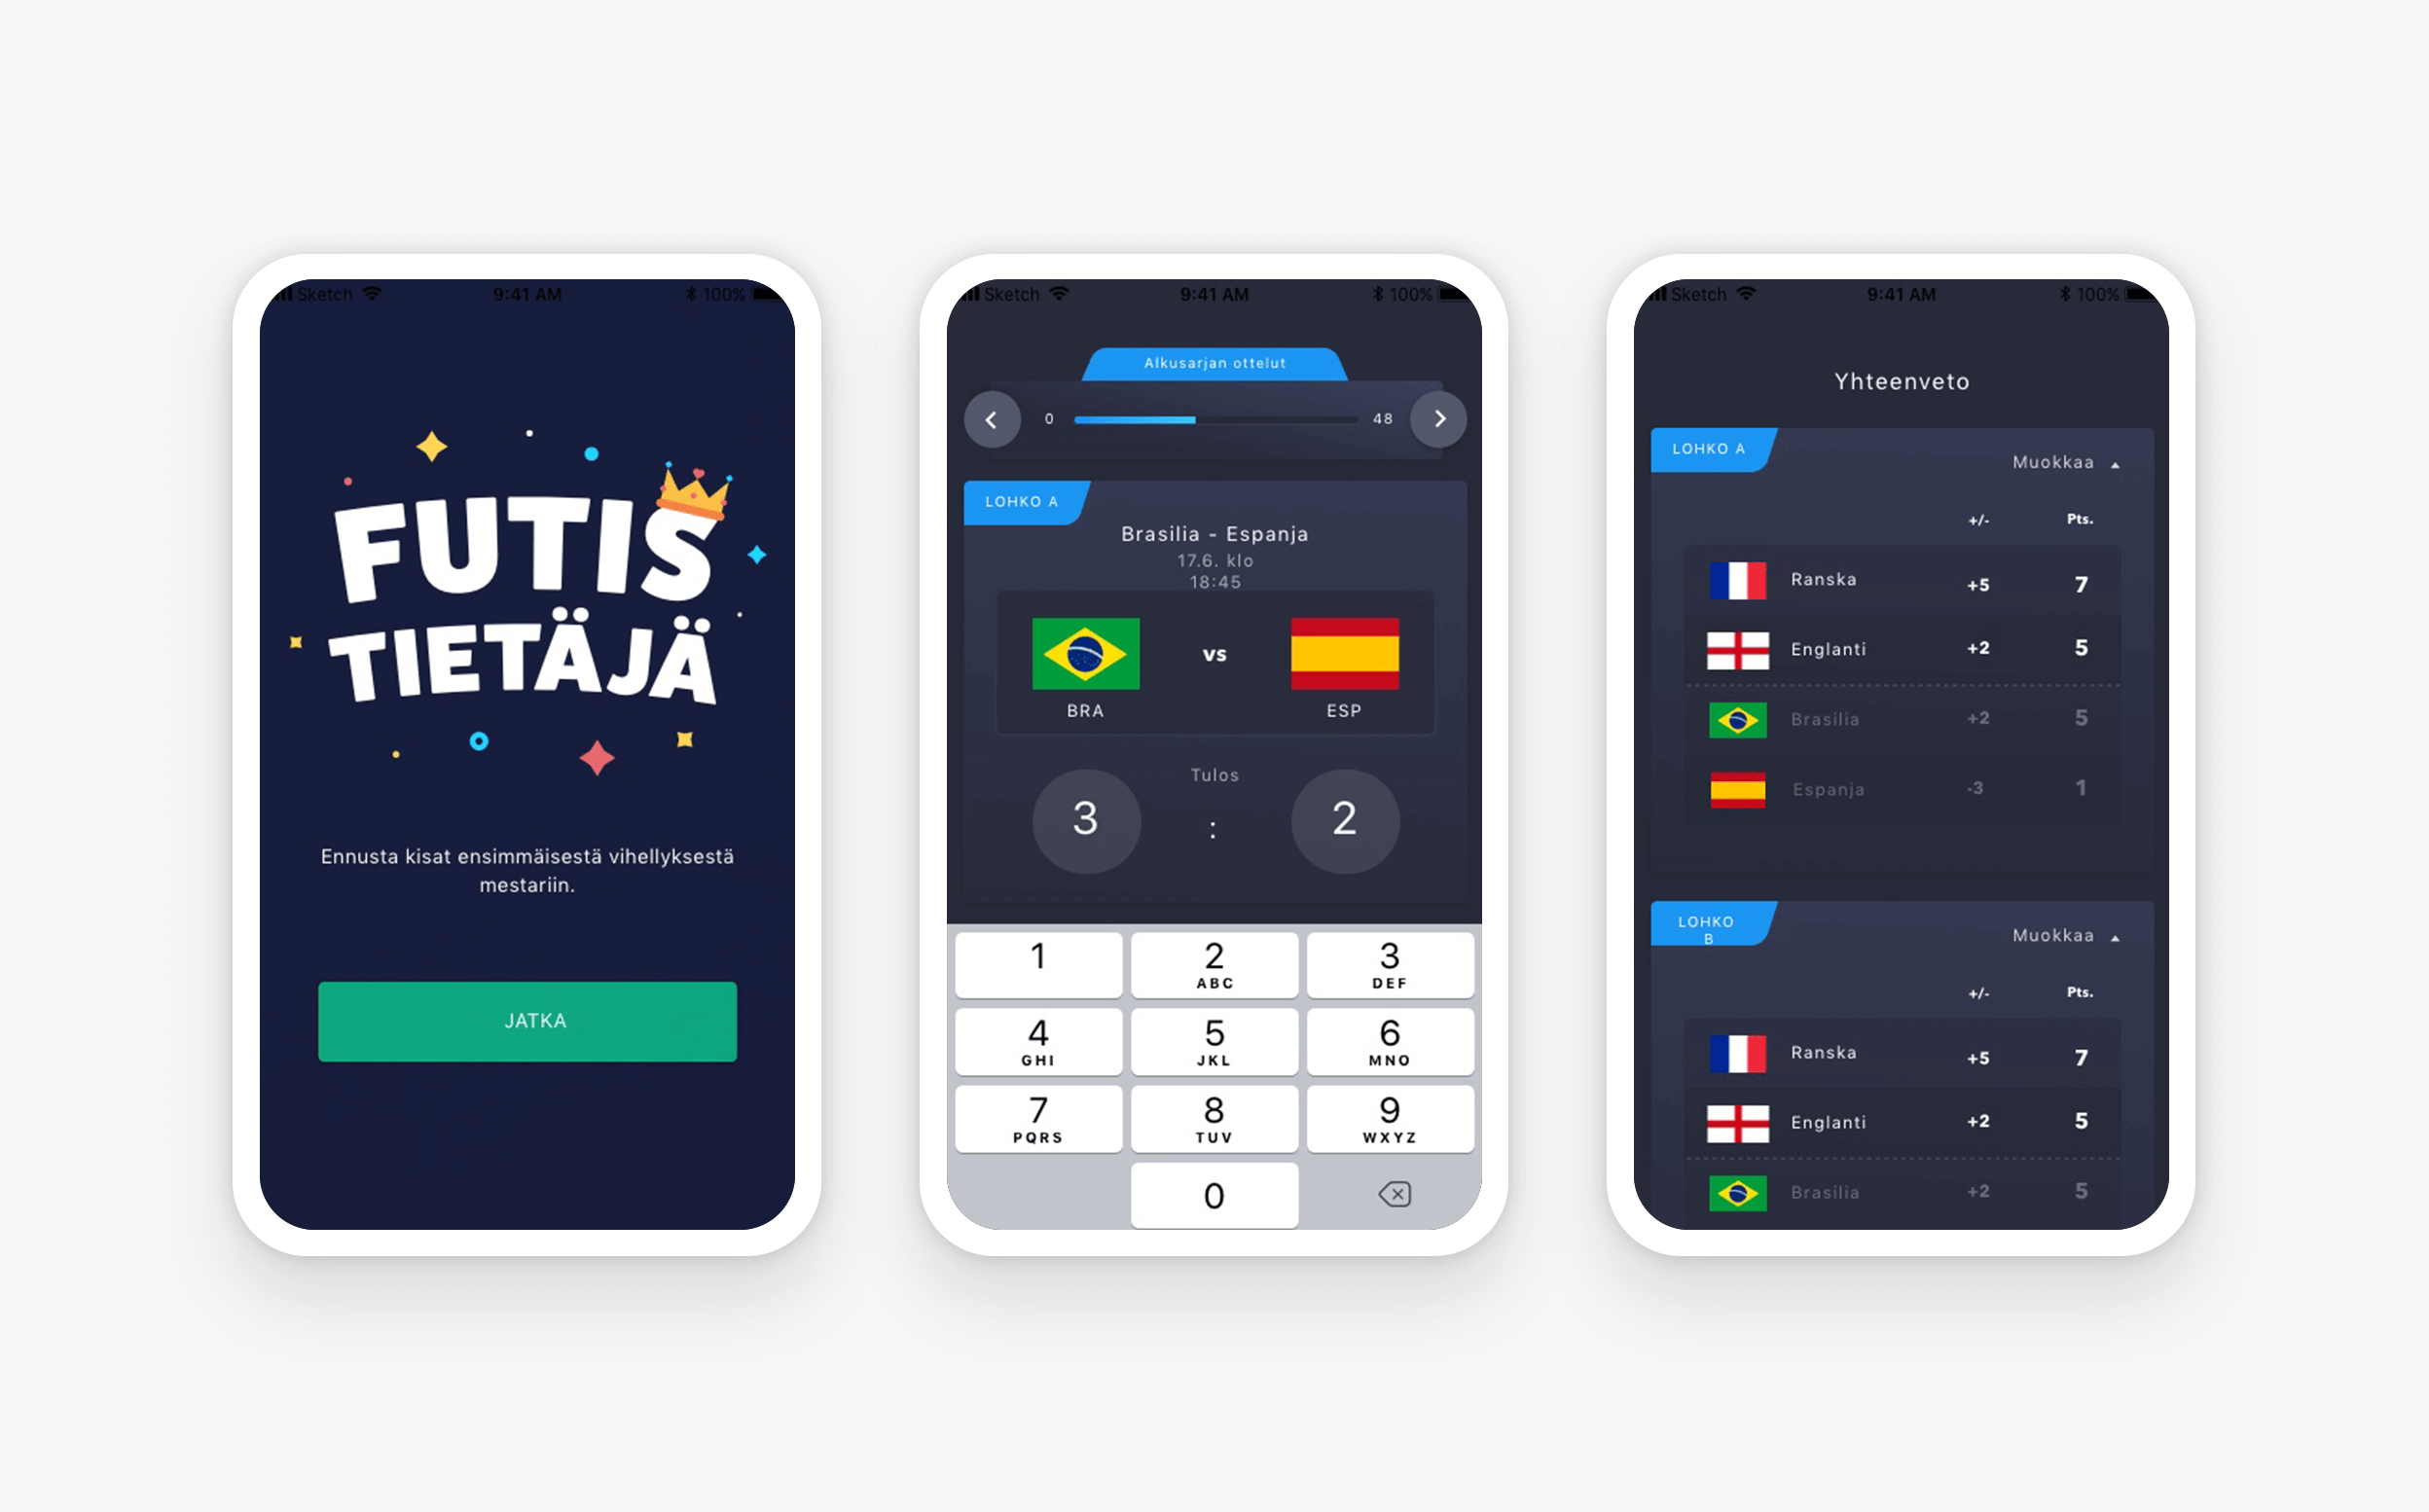 Sketch 9:41 AM 100%
FUTIS
TIETÄJÄ
Ennusta kisat ensimmäisestä vihellyksestä
mestariin.
JATKA
Sketch 9:41 AM 100%
Alkusarjan ottelut
0 48
LOHKO A
Brasilia - Espanja
17.6. klo
18:45
vs
BRA ESP
Tulos
3 : 2
1 2 3
ABC DEF
4 5 6
GHI JKL MNO
7 8 9
PQRS TUV WXYZ
0
Sketch 9:41 AM 100%
Yhteenveto
LOHKO A
Muokkaa
+/- Pts.
Ranska +5 7
Englanti +2 5
Brasilia +2 5
Espanja -3 1
LOHKO
B
Muokkaa
+/- Pts.
Ranska +5 7
Englanti +2 5
Brasilia +2 5